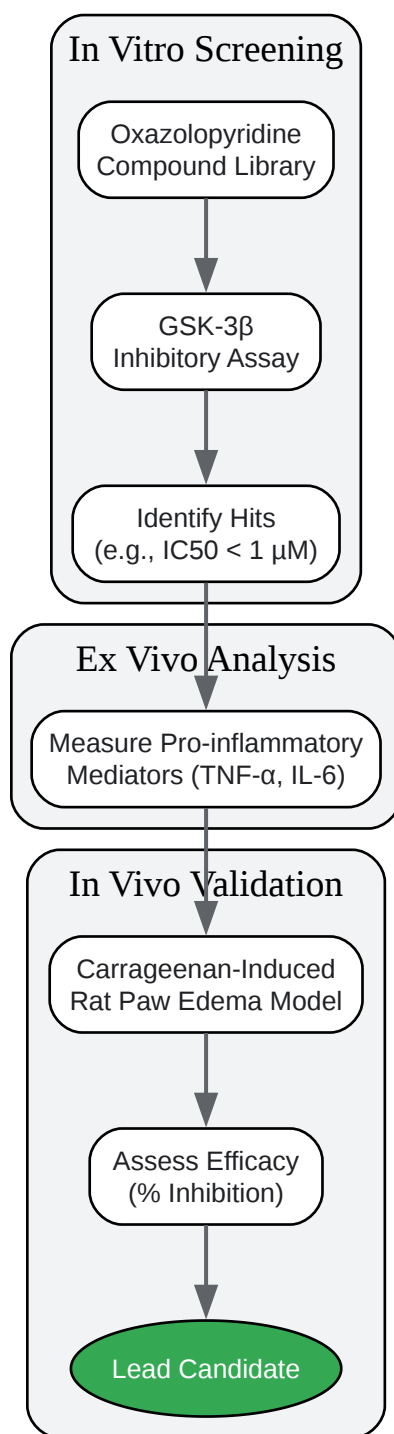 In Vitro Screening
Oxazolopyridine
Compound Library
GSK-3β
Inhibitory Assay
Identify Hits
(e.g., IC50 < 1 µM)
Ex Vivo Analysis
Measure Pro-inflammatory
Mediators (TNF-α, IL-6)
In Vivo Validation
Carrageenan-Induced
Rat Paw Edema Model
Assess Efficacy
(% Inhibition)
Lead Candidate